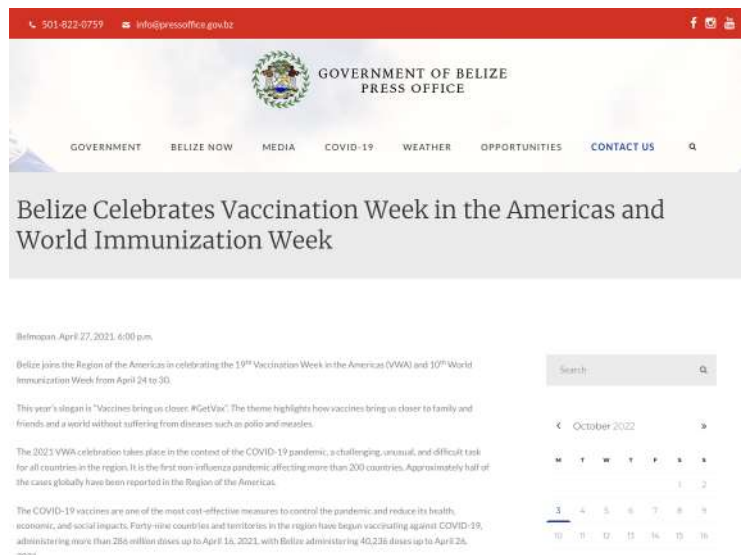 501-822-0759 info@pressoffice.gov.bz
GOVERNMENT OF BELIZE
PRESS OFFICE
GOVERNMENT BELIZE NOW MEDIA COVID-19 WEATHER OPPORTUNITIES CONTACT US
Belize Celebrates Vaccination Week in the Americas and
World Immunization Week
Belmopan. April 27, 2021. 6:00 p.m.
Belize joins the Region of the Americas in celebrating the 19TH Vaccination Week in the Americas (VWA) and 10th World
Immunization Week from April 24 to 30.
This year's slogan is "Vaccines bring us closer. #GetVax". The theme highlights how vaccines bring us closer to family and
friends and a world without suffering from diseases such as polio and measles.
The 2021 VWA celebration takes place in the context of the COVID-19 pandemic, a challenging, unusual, and difficult task
for all countries in the region. It is the first non-influenza pandemic affecting more than 200 countries. Approximately half of
the cases globally have been reported in the Region of the Americas.
The COVID-19 vaccines are one of the most cost-effective measures to control the pandemic and reduce its health,
economic, and social impacts. Forty-nine countries and territories in the region have begun vaccinating against COVID-19,
administering more than 286 million doses up to April 16, 2021, with Belize administering 40,236 doses up to April 26,
Search
October 2022
M T W T F S S
1 2
3 4 5 6 7 8 9
10 11 12 13 14 15 16